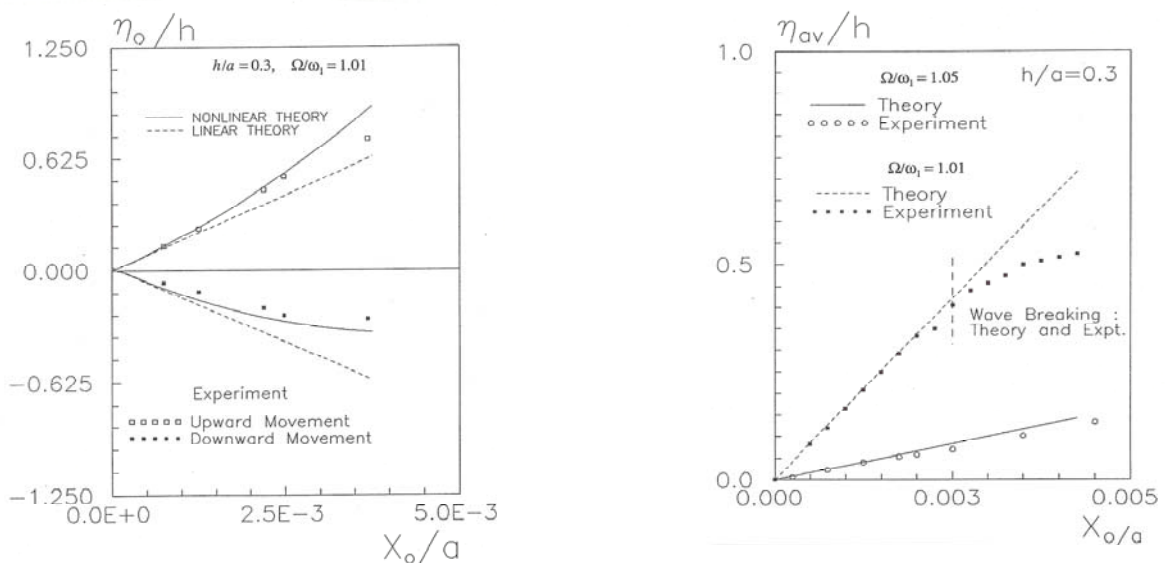 η₀/h
1.250
h/a = 0.3, Ω/ω₁ = 1.01
NONLINEAR THEORY
LINEAR THEORY
0.625
0.000
-0.625
Experiment
Upward Movement
Downward Movement
-1.250
0.0E+0 2.5E-3 5.0E-3
X₀/a
ηav/h
1.0
Ω/ω₁ = 1.05 h/a=0.3
Theory
Experiment
Ω/ω₁ = 1.01
Theory
Experiment
0.5
Wave Breaking :
Theory and Expt.
0.0
0.000 0.003 0.005
X₀/a